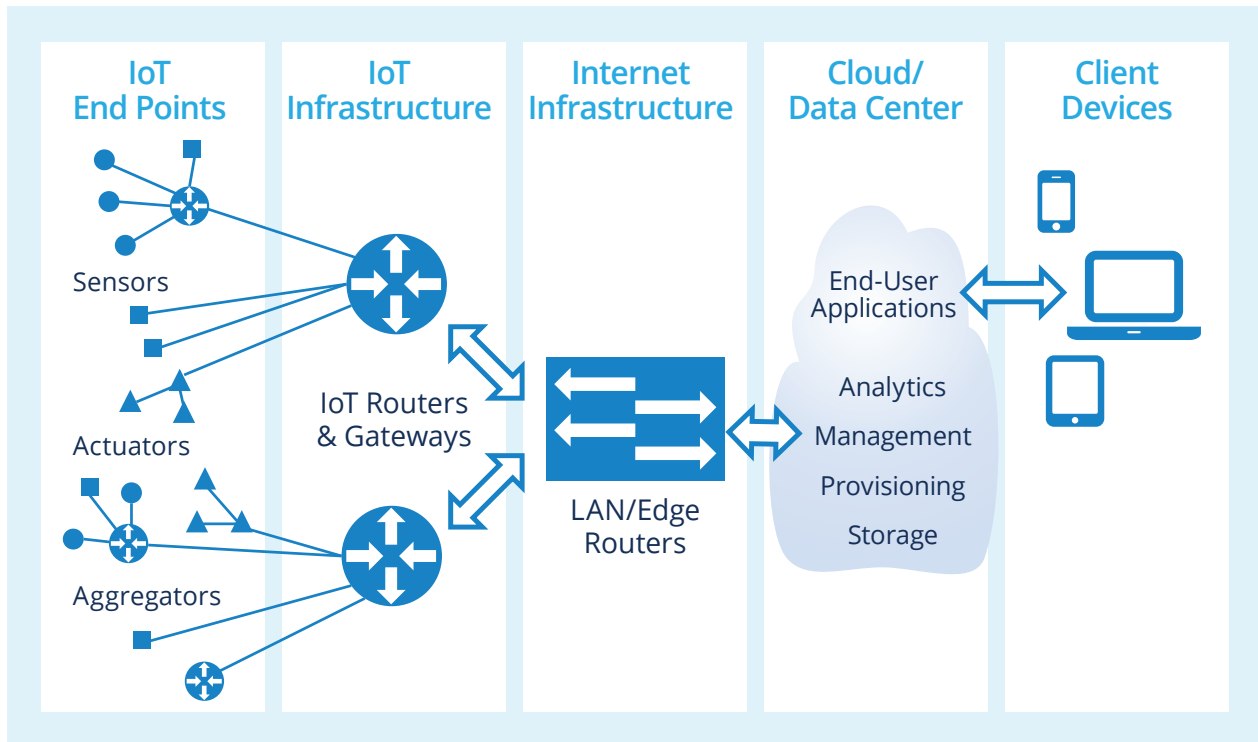 IoT
End Points
IoT
Infrastructure
Internet
Infrastructure
Cloud/
Data Center
Client
Devices
Sensors
Actuators
Aggregators
IoT Routers
& Gateways
LAN/Edge
Routers
End-User
Applications
Analytics
Management
Provisioning
Storage